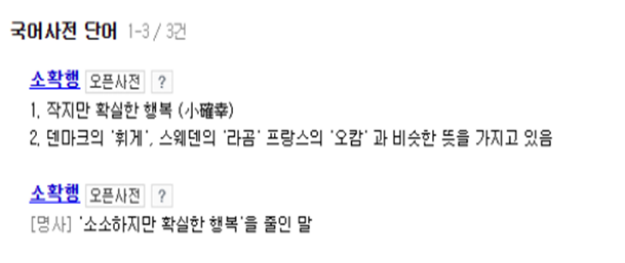 국어사전 단어 1-3 / 3건
소확행 오픈사전 ?
1. 작지만 확실한 행복 (小確幸)
2. 덴마크의 '휘게', 스웨덴의 '라곰' 프랑스의 '오캄' 과 비슷한 뜻을 가지고 있음
소확행 오픈사전 ?
[명사] '소소하지만 확실한 행복'을 줄인 말